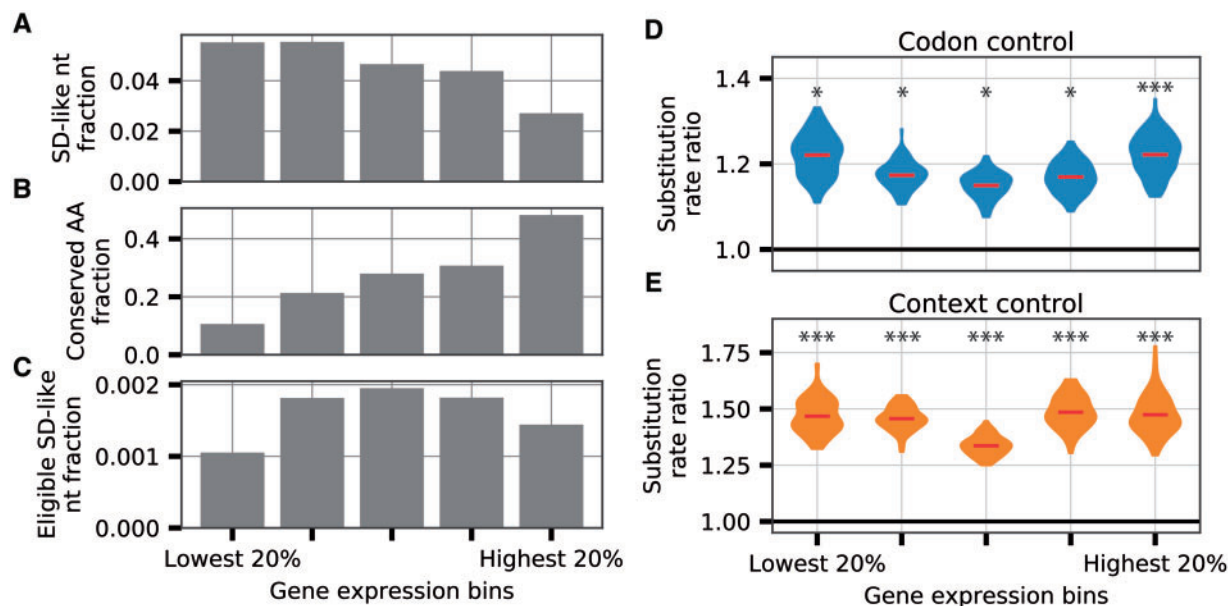 A
SD-like nt
fraction
0.04
0.02
0.00
B
Conserved AA
fraction
0.4
0.2
0.0
C
Eligible SD-like
nt fraction
0.002
0.001
0.000
Lowest 20%
Highest 20%
Gene expression bins
D
Codon control
Substitution
rate ratio
1.4
1.2
1.0
*
*
*
*
***
E
Context control
Substitution
rate ratio
1.75
1.50
1.25
1.00
***
***
***
***
***
Lowest 20%
Highest 20%
Gene expression bins